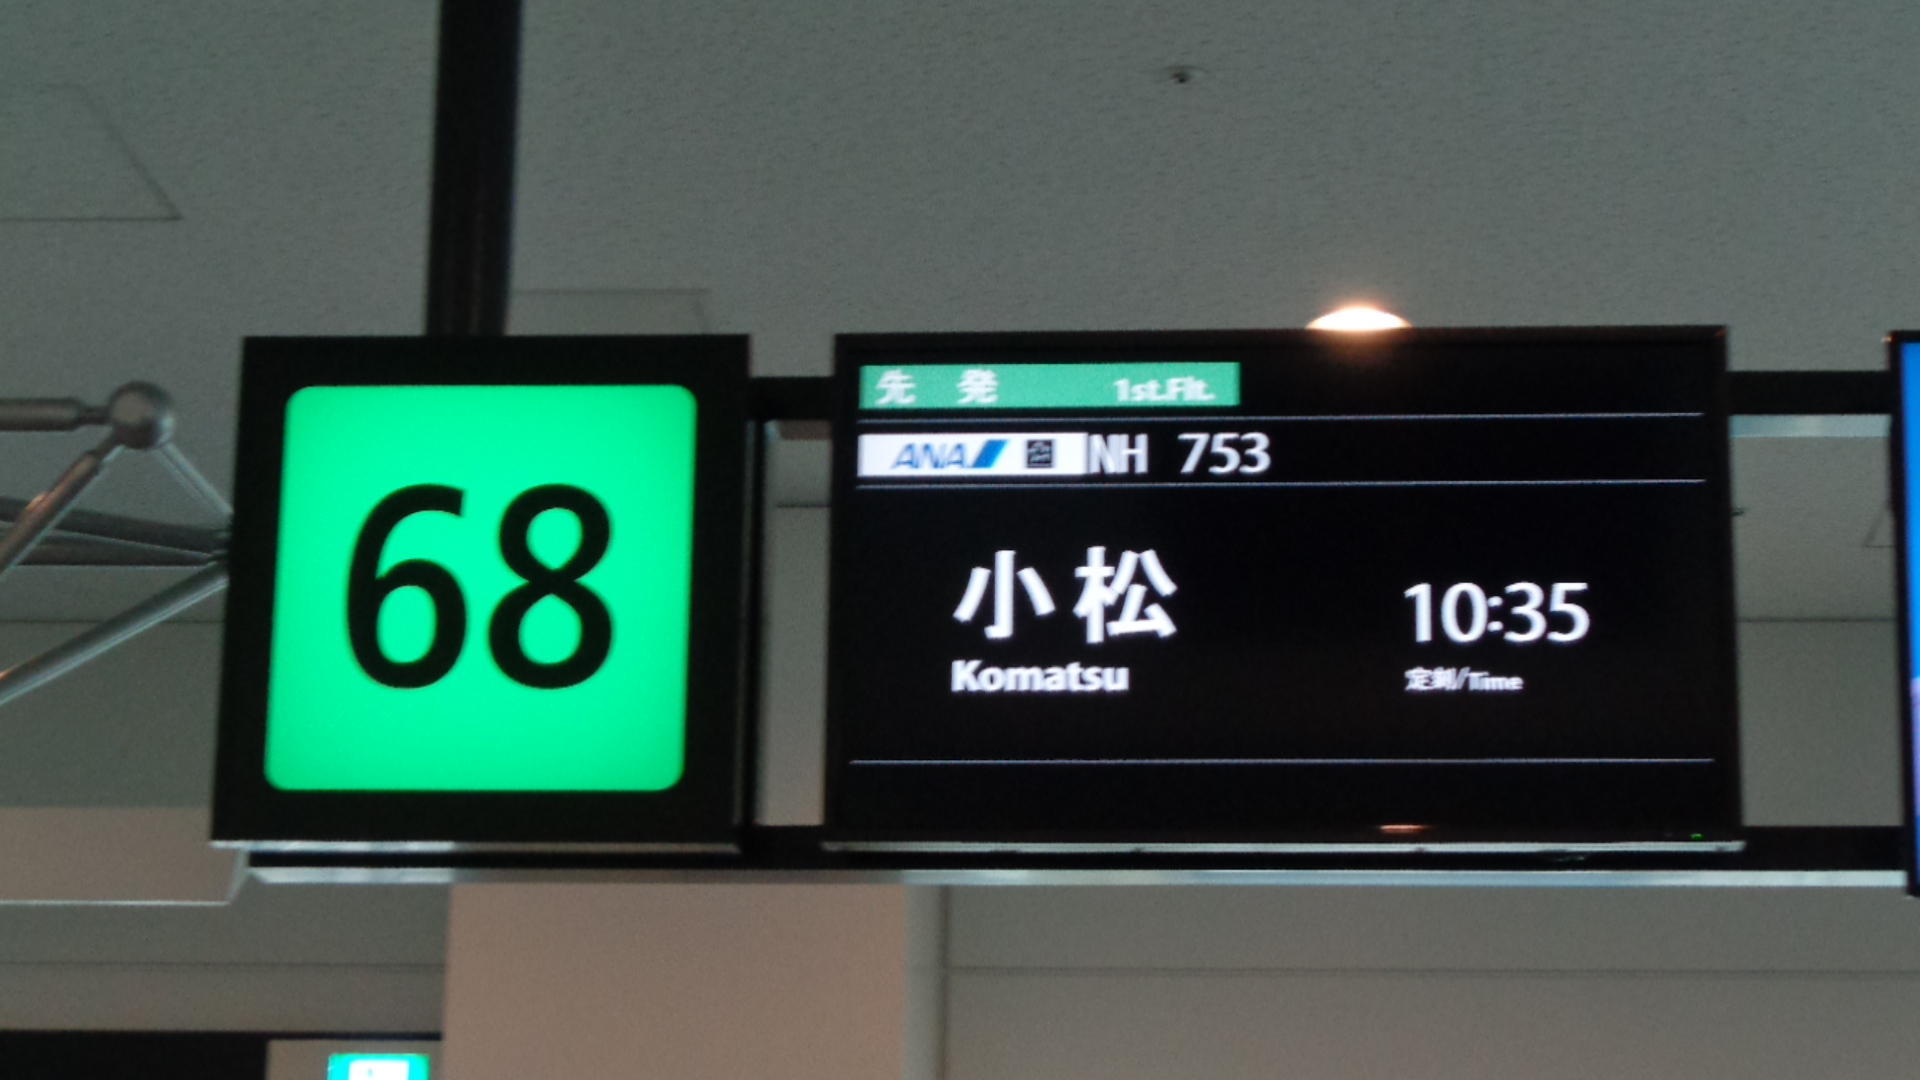 68
先 発 1st.Flt.
ANA NH 753
小松 10:35
Komatsu 定刻/Time